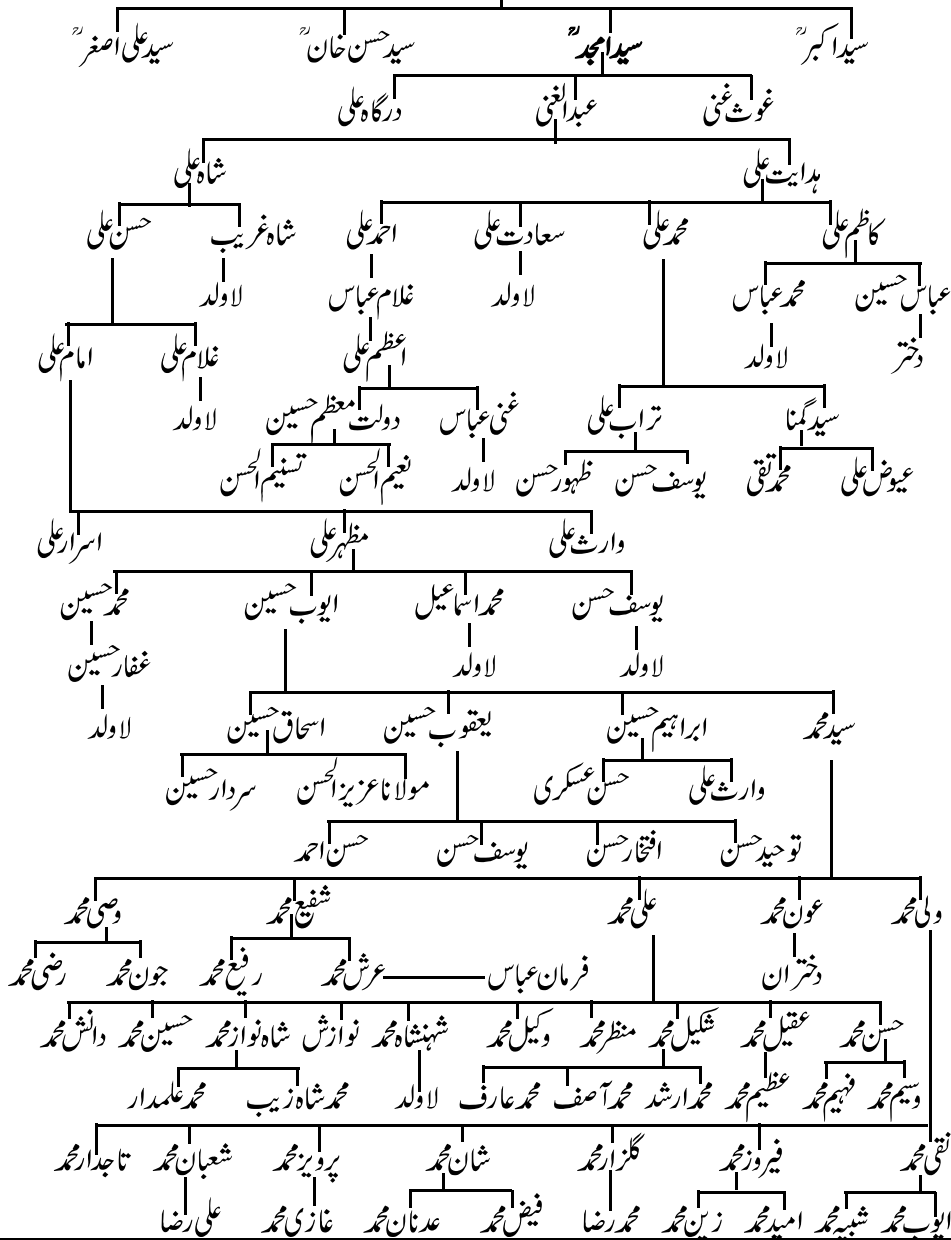 سید اکبرؒ سید امجدؒ سید حسن خانؒ سید علی اصغرؒ
غوث غنی عبدالغنی درگاہ علی
ہدایت علی شاہ علی
کاظم علی محمد علی سعادت علی احمد علی شاہ غریب حسن علی
عباس حسین محمد عباس لاولد غلام عباس لاولد
دختر لاولد اعظم علی غلام علی امام علی
سید گمنا تراب علی غنی عباس دولت معظم حسین لاولد
عیوض علی محمد تقی یوسف حسن ظہور حسن لاولد نعیم الحسن تسنیم الحسن
وارث علی مظہر علی اسرار علی
یوسف حسن محمد اسماعیل ایوب حسین محمد حسین
لاولد لاولد غفار حسین
سید محمد ابراہیم حسین یعقوب حسین اسحاق حسین لاولد
وارث علی حسن عسکری مولانا عزیز الحسن سردار حسین
توحید حسن افتخار حسن یوسف حسن حسن احمد
ولی محمد عون محمد علی محمد شفیع محمد وصی محمد
دختران فرمان عباس عرش محمد رفیع محمد جون محمد رضی محمد
حسن محمد عقیل محمد شکیل محمد منظر محمد وکیل محمد شہنشاہ محمد نوازش شاہ نواز محمد حسین محمد دانش محمد
وسیم محمد فہیم محمد عظیم محمد محمد ارشد محمد آصف محمد عارف لاولد محمد شاہ زیب محمد علمدار
نقی محمد فیروز محمد گلزار محمد شان محمد پرویز محمد شعبان محمد تاجدار محمد
ایوب محمد شبیہ محمد امید محمد زین محمد محمد رضا فیض محمد عدنان محمد غازی محمد علی رضا